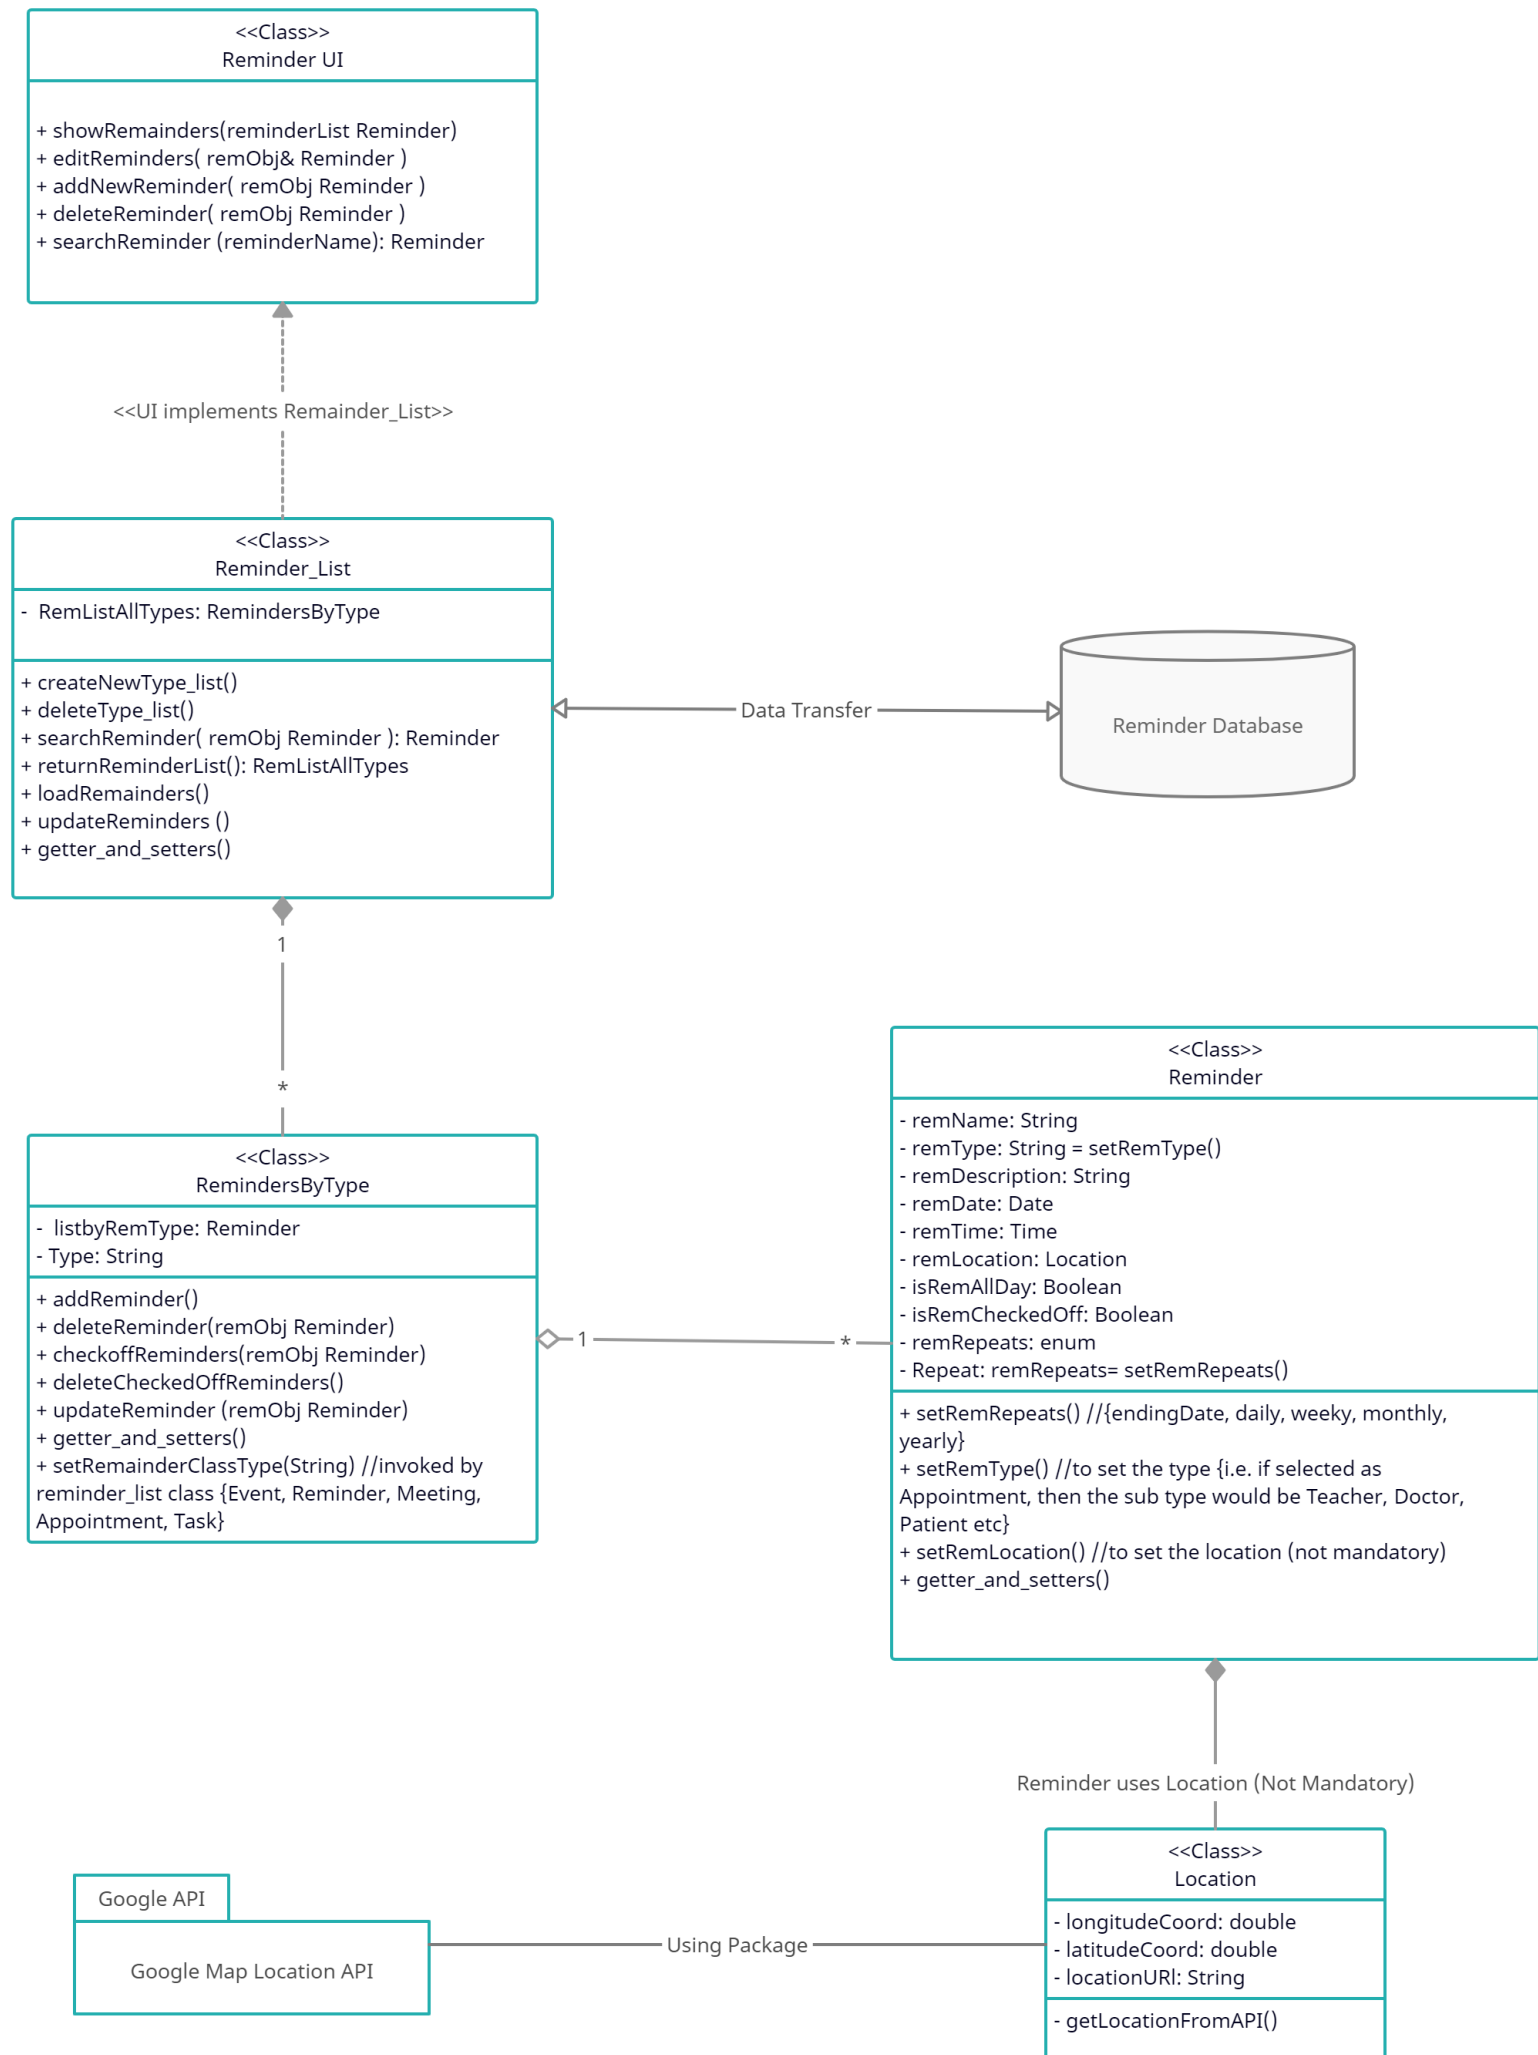 <<Class>>
Reminder UI
+ showRemainders(reminderList Reminder)
+ editReminders( remObj& Reminder )
+ addNewReminder( remObj Reminder )
+ deleteReminder( remObj Reminder )
+ searchReminder (reminderName): Reminder
<<UI implements Remainder_List>>
<<Class>>
Reminder_List
- RemListAllTypes: RemindersByType
+ createNewType_list()
+ deleteType_list()
+ searchReminder( remObj Reminder ): Reminder
+ returnReminderList(): RemListAllTypes
+ loadRemainders()
+ updateReminders ()
+ getter_and_setters()
Data Transfer
Reminder Database
1
*
<<Class>>
RemindersByType
- listbyRemType: Reminder
- Type: String
+ addReminder()
+ deleteReminder(remObj Reminder)
+ checkoffReminders(remObj Reminder)
+ deleteCheckedOffReminders()
+ updateReminder (remObj Reminder)
+ getter_and_setters()
+ setRemainderClassType(String) //invoked by
reminder_list class {Event, Reminder, Meeting,
Appointment, Task}
1
*
<<Class>>
Reminder
- remName: String
- remType: String = setRemType()
- remDescription: String
- remDate: Date
- remTime: Time
- remLocation: Location
- isRemAllDay: Boolean
- isRemCheckedOff: Boolean
- remRepeats: enum
- Repeat: remRepeats= setRemRepeats()
+ setRemRepeats() //{endingDate, daily, weeky, monthly,
yearly}
+ setRemType() //to set the type {i.e. if selected as
Appointment, then the sub type would be Teacher, Doctor,
Patient etc}
+ setRemLocation() //to set the location (not mandatory)
+ getter_and_setters()
Reminder uses Location (Not Mandatory)
<<Class>>
Location
- longitudeCoord: double
- latitudeCoord: double
- locationURl: String
- getLocationFromAPI()
Using Package
Google API
Google Map Location API